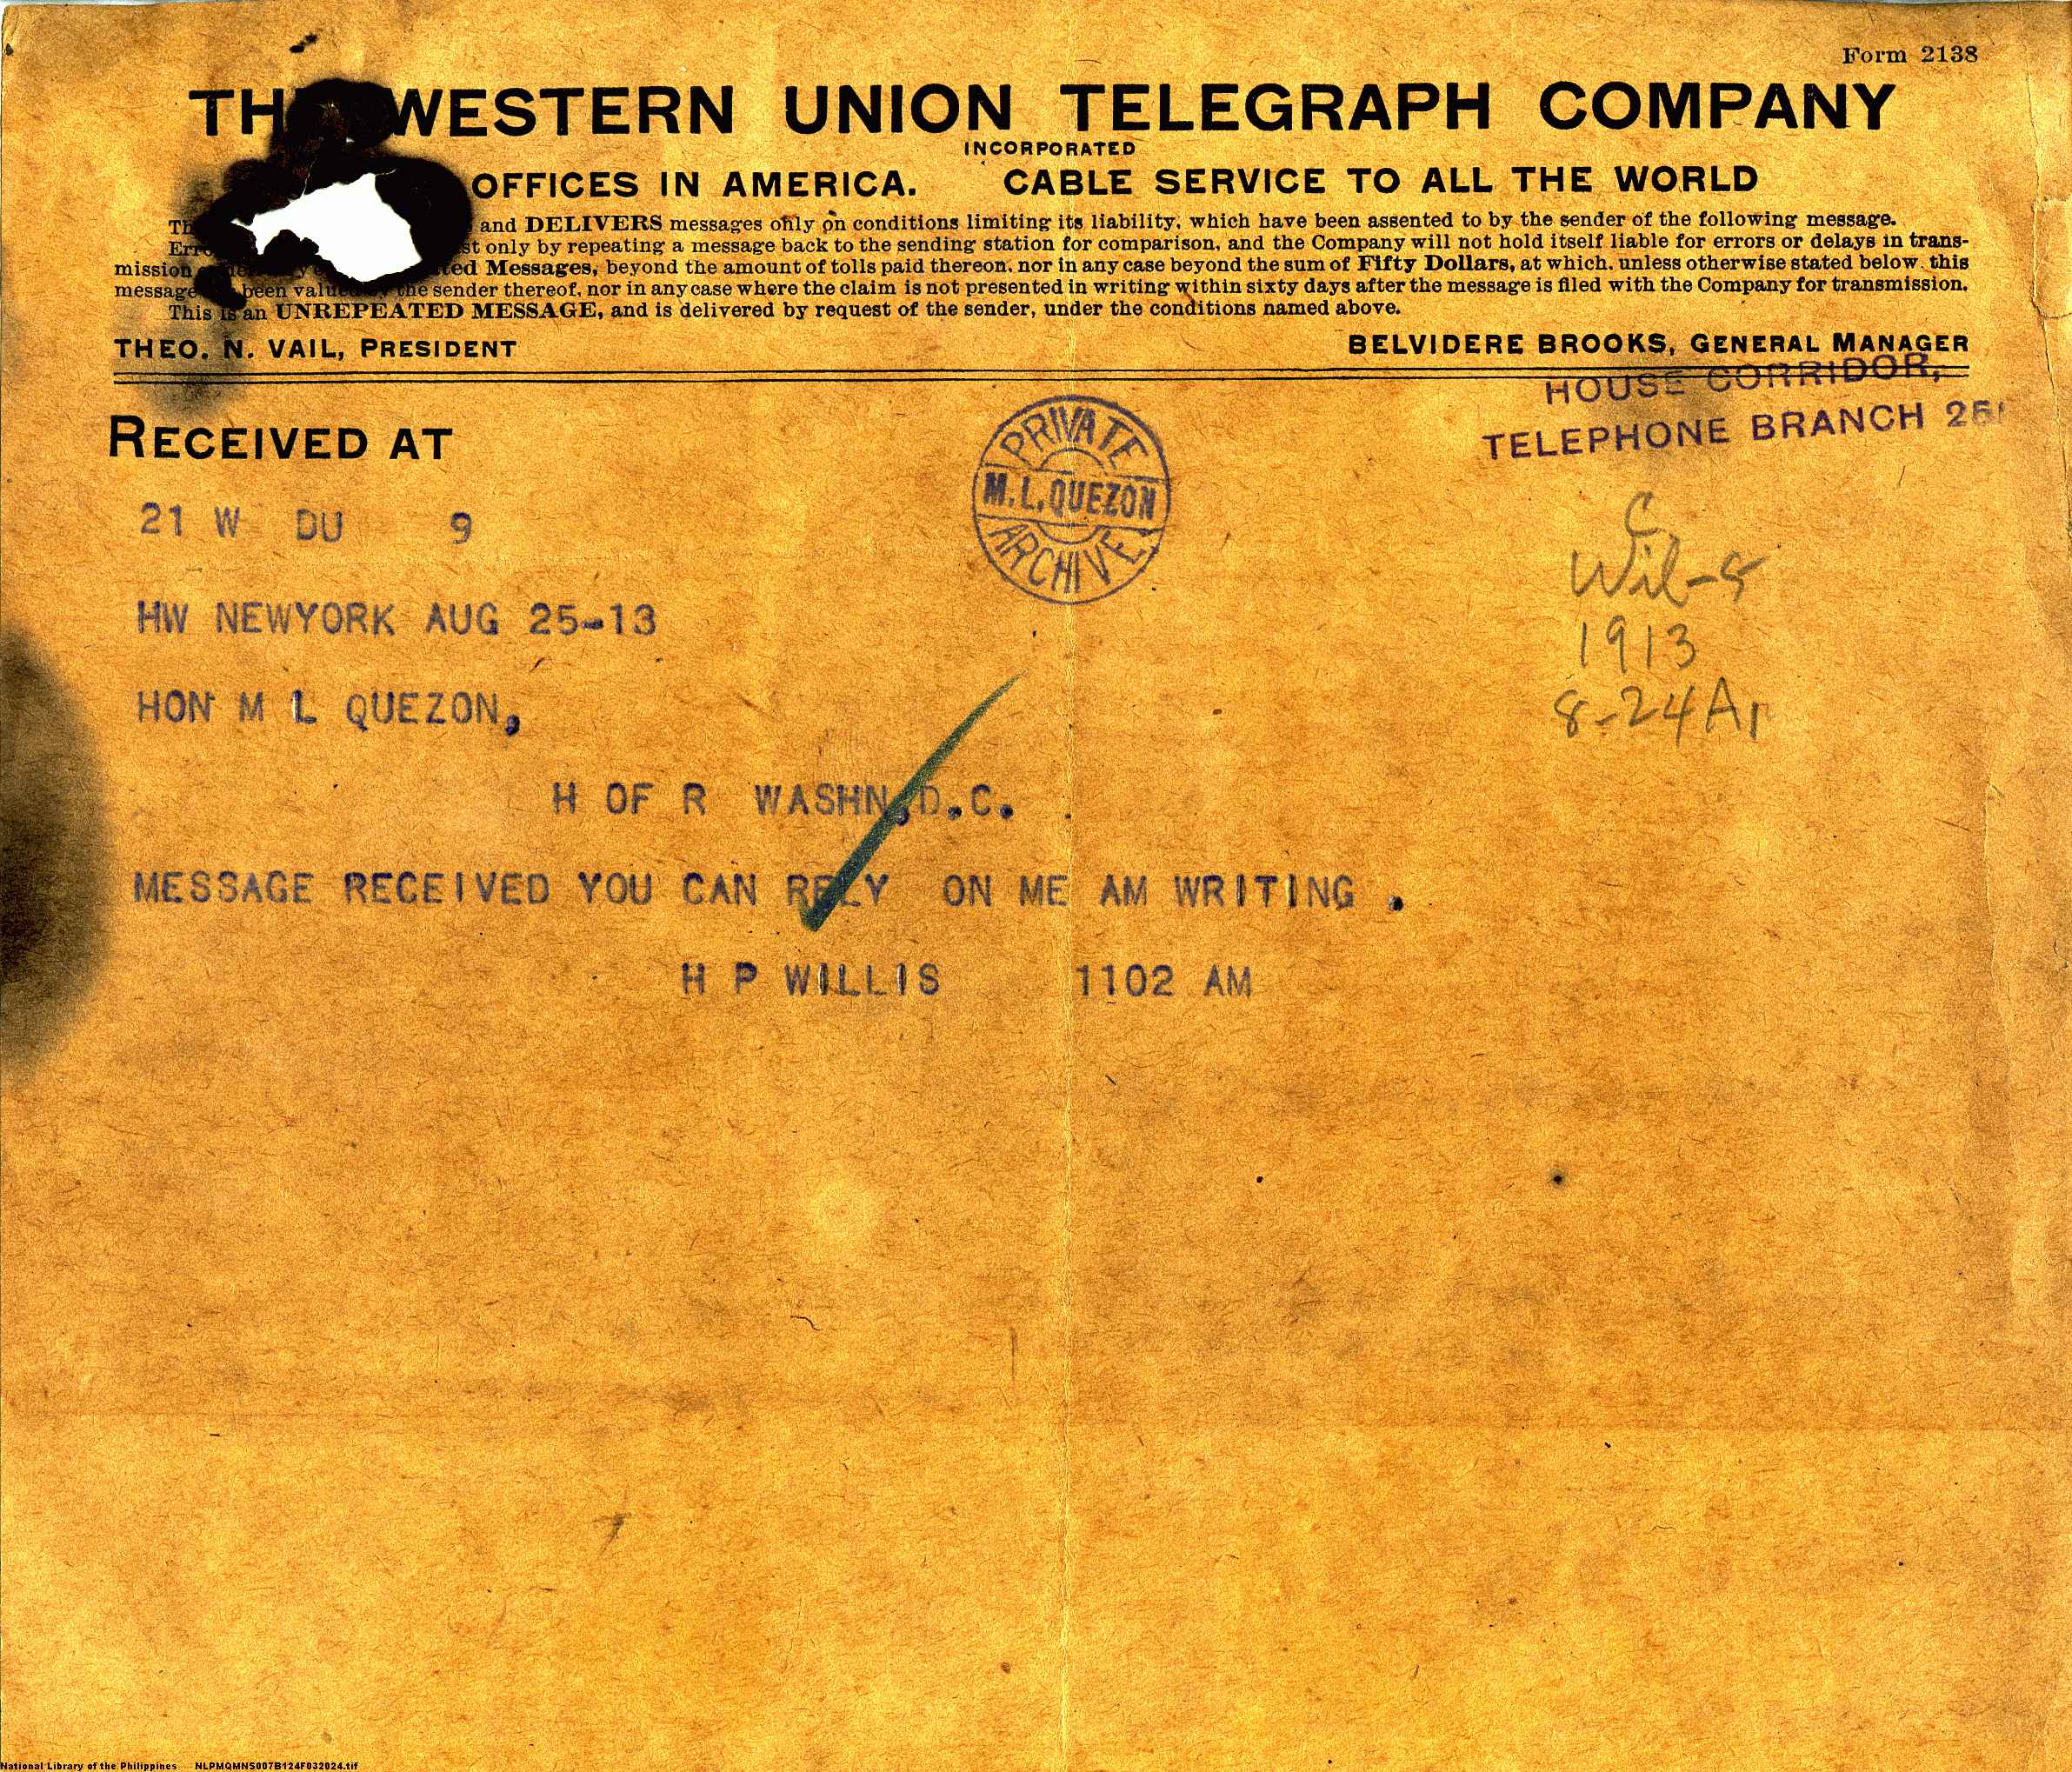 Form 2138
TH WESTERN UNION TELEGRAPH COMPANY
INCORPORATED
OFFICES IN AMERICA. CABLE SERVICE TO ALL THE WORLD
and DELIVERS messages only on conditions limiting its liability, which have been assented to by the sender of the following message.
only by repeating a message back to the sending station for comparison, and the Company will not hold itself liable for errors or delays in trans-
mission Messages, beyond the amount of tolls paid thereon, nor in any case beyond the sum of Fifty Dollars, at which, unless otherwise stated below, this
message been valued the sender thereof, nor in any case where the claim is not presented in writing within sixty days after the message is filed with the Company for transmission.
This is an UNREPEATED MESSAGE, and is delivered by request of the sender, under the conditions named above.
THEO. N. VAIL, PRESIDENT BELVIDERE BROOKS, GENERAL MANAGER
HOUSE CORRIDOR,
TELEPHONE BRANCH
RECEIVED AT
PRIVATE
M.L.QUEZON
ARCHIVE
21 W DU 9
C
Wil-s
1913
8-24
HW NEWYORK AUG 25-13
HON M L QUEZON,
H OF R WASHN,D.C.
MESSAGE RECEIVED YOU CAN RELY ON ME AM WRITING .
H P WILLIS 1102 AM
National Library of the Philippines NLPMQMNS007B124F032024.tif